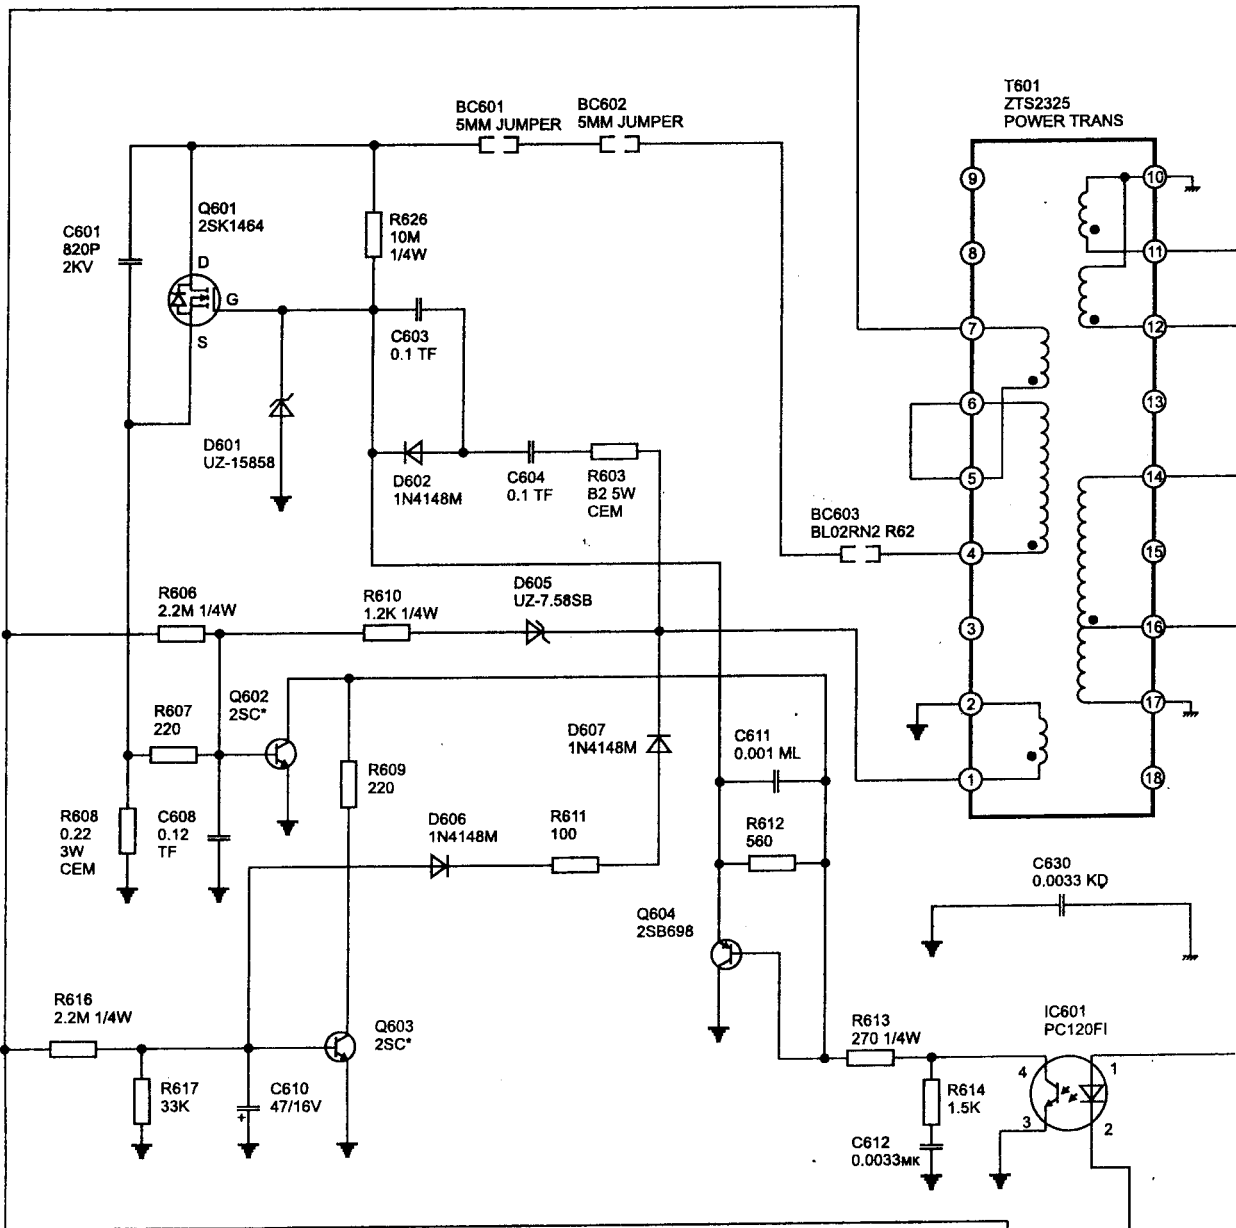 T601
ZTS2325
POWER TRANS
BC601
5MM JUMPER
BC602
5MM JUMPER
9
10
C601
820P
2KV
Q601
2SK1464
D
G
S
R626
10M
1/4W
8
11
C603
0.1 TF
7
12
6
13
D601
UZ-15858
D602
1N4148M
C604
0.1 TF
R603
B2 5W
CEM
5
14
BC603
BL02RN2 R62
4
15
R606
2.2M 1/4W
R610
1.2K 1/4W
D605
UZ-7.58SB
3
16
R607
220
Q602
2SC*
2
17
D607
1N4148M
C611
0.001 ML
R609
220
1
18
R608
0.22
3W
CEM
C608
0.12
TF
D606
1N4148M
R611
100
R612
560
C630
0.0033 KD
Q604
2SB698
R616
2.2M 1/4W
Q603
2SC*
R613
270 1/4W
IC601
PC120FI
4
1
R617
33K
C610
47/16V
+
R614
1.5K
3
2
C612
0.0033мк